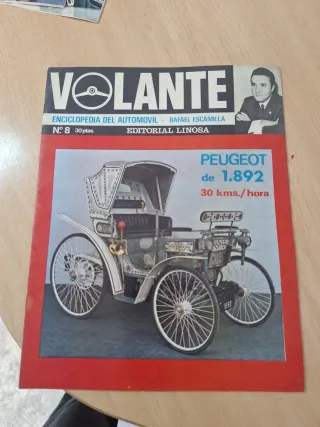 VOLANTE
ENCICLOPEDIA DEL AUTOMOVIL - RAFAEL ESCAMILLA
Nº 8 30 ptas. EDITORIAL LINOSA
PEUGEOT
de 1.892
30 kms./hora